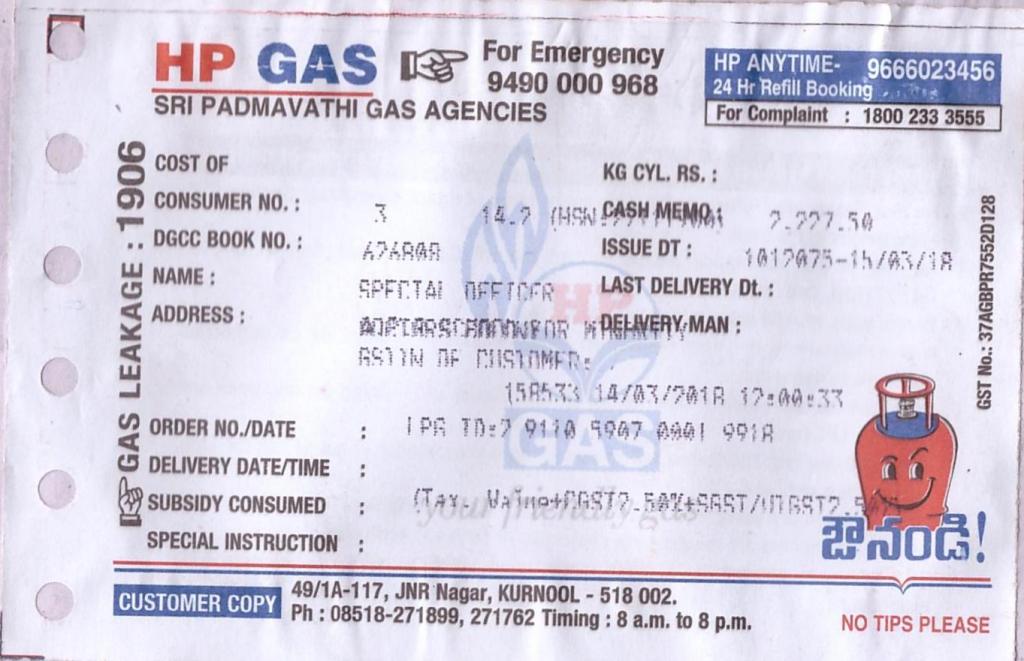 HP GAS For Emergency
9490 000 968
SRI PADMAVATHI GAS AGENCIES
HP ANYTIME- 9666023456
24 Hr Refill Booking
For Complaint : 1800 233 3555
GAS LEAKAGE : 1906
COST OF KG CYL. RS. :
CONSUMER NO. : 3 14.2 CASH MEMO : 2,227.50
DGCC BOOK NO. : 626808 ISSUE DT : 1012075-15/03/18
NAME : SPECIAL OFFICER LAST DELIVERY Dt. :
ADDRESS : DELIVERY MAN :
GSTIN OF CUSTOMER:
158533 14/03/2018 12:00:33
ORDER NO./DATE : LPG ID:2 9110 5907 0001 9918
DELIVERY DATE/TIME :
SUBSIDY CONSUMED : (Tax. Value+CGST2.50%+SGST/UTGST2.5
SPECIAL INSTRUCTION :
HP
GAS
your friendly gas
GST No.: 37AGBPR7552D128
ఔనండి!
CUSTOMER COPY 49/1A-117, JNR Nagar, KURNOOL - 518 002.
Ph : 08518-271899, 271762 Timing : 8 a.m. to 8 p.m.
NO TIPS PLEASE